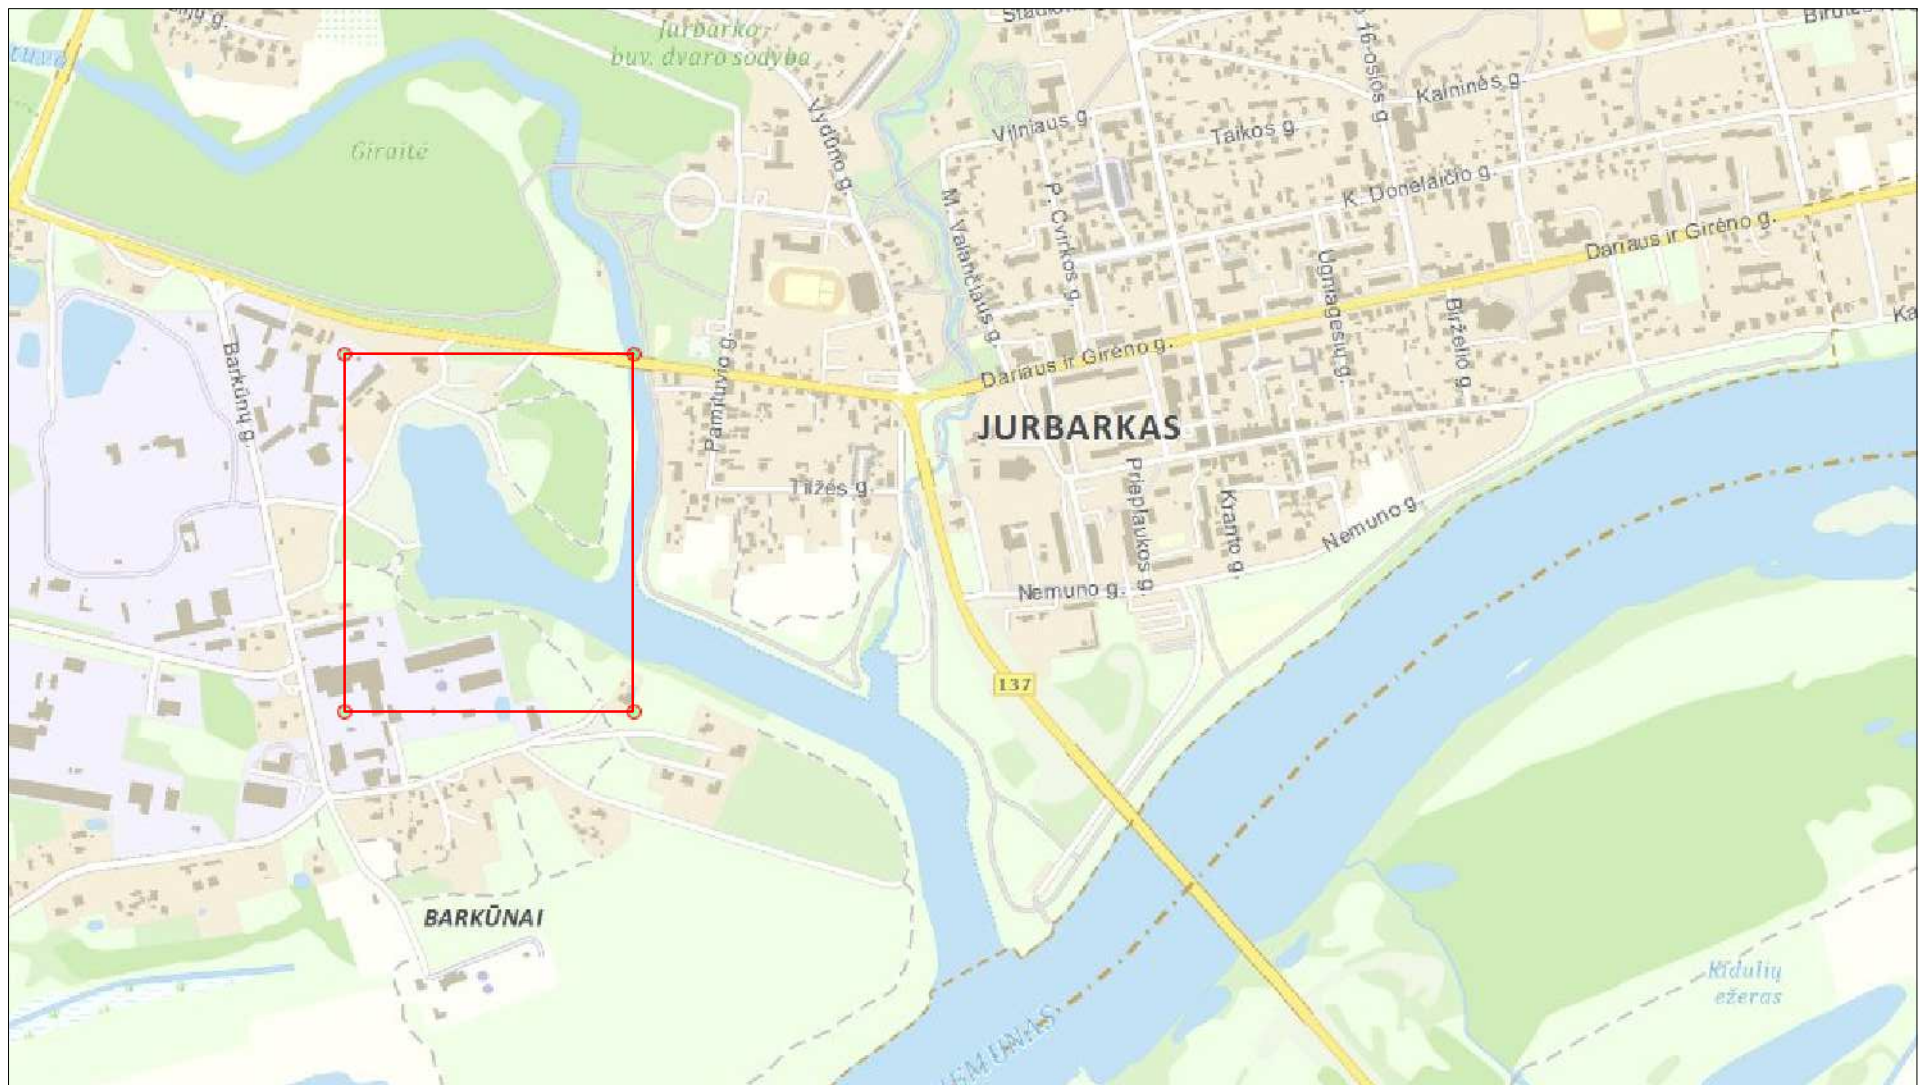 Jurbarko
buv. dvaro sodyba
Giraitė
Vydūno g.
Vilniaus g.
Taikos g.
16-osios g
Kalninės g.
K. Donelaičio g.
P. Cvirkos g.
M. Valančiaus g.
Dariaus ir Girėno g.
Ugniagesių g.
Birželio g.
Barkūnų g.
Pamituvio g.
Dariaus ir Girėno g.
JURBARKAS
Tilžės g.
Prieplaukos g.
Kranto g.
Nemuno g.
Nemuno g.
137
BARKŪNAI
Kidulių
ežeras